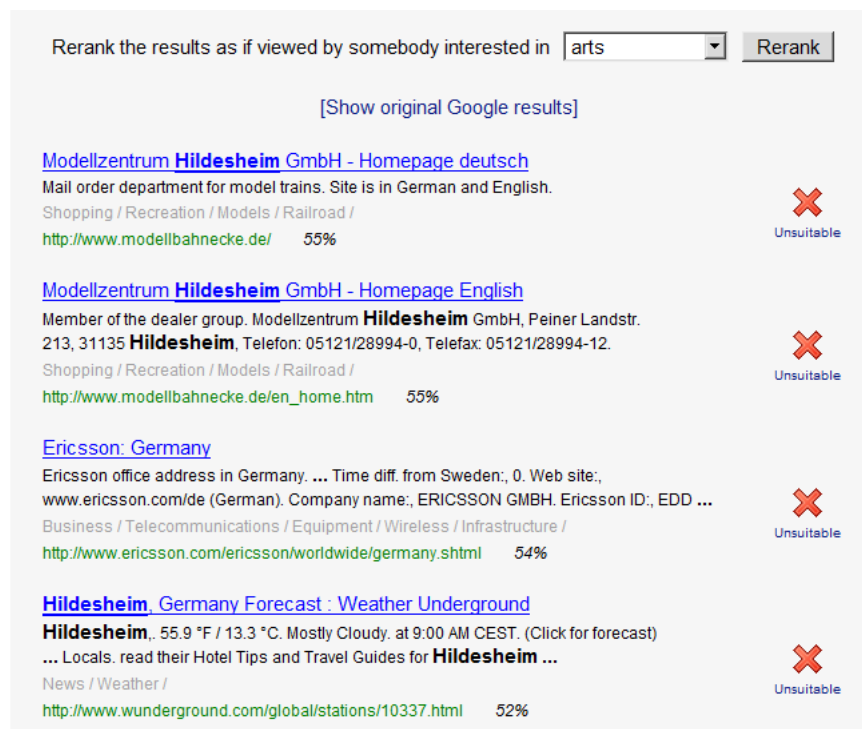 Rerank the results as if viewed by somebody interested in arts Rerank
[Show original Google results]
Modellzentrum Hildesheim GmbH - Homepage deutsch
Mail order department for model trains. Site is in German and English.
Shopping / Recreation / Models / Railroad /
http://www.modellbahnecke.de/ 55%
Unsuitable
Modellzentrum Hildesheim GmbH - Homepage English
Member of the dealer group. Modellzentrum Hildesheim GmbH, Peiner Landstr.
213, 31135 Hildesheim, Telefon: 05121/28994-0, Telefax: 05121/28994-12.
Shopping / Recreation / Models / Railroad /
http://www.modellbahnecke.de/en_home.htm 55%
Unsuitable
Ericsson: Germany
Ericsson office address in Germany. ... Time diff. from Sweden:, 0. Web site:,
www.ericsson.com/de (German). Company name:, ERICSSON GMBH. Ericsson ID:, EDD ...
Business / Telecommunications / Equipment / Wireless / Infrastructure /
http://www.ericsson.com/ericsson/worldwide/germany.shtml 54%
Unsuitable
Hildesheim, Germany Forecast : Weather Underground
Hildesheim,. 55.9 °F / 13.3 °C. Mostly Cloudy. at 9:00 AM CEST. (Click for forecast)
... Locals. read their Hotel Tips and Travel Guides for Hildesheim ...
News / Weather /
http://www.wunderground.com/global/stations/10337.html 52%
Unsuitable